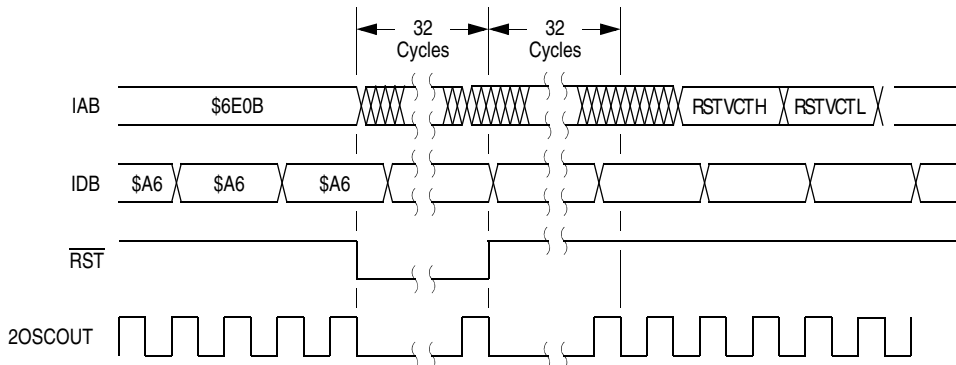 32
Cycles
32
Cycles
IAB
$6E0B
RSTVCTH
RSTVCTL
IDB
$A6
$A6
$A6
RST
2OSCOUT